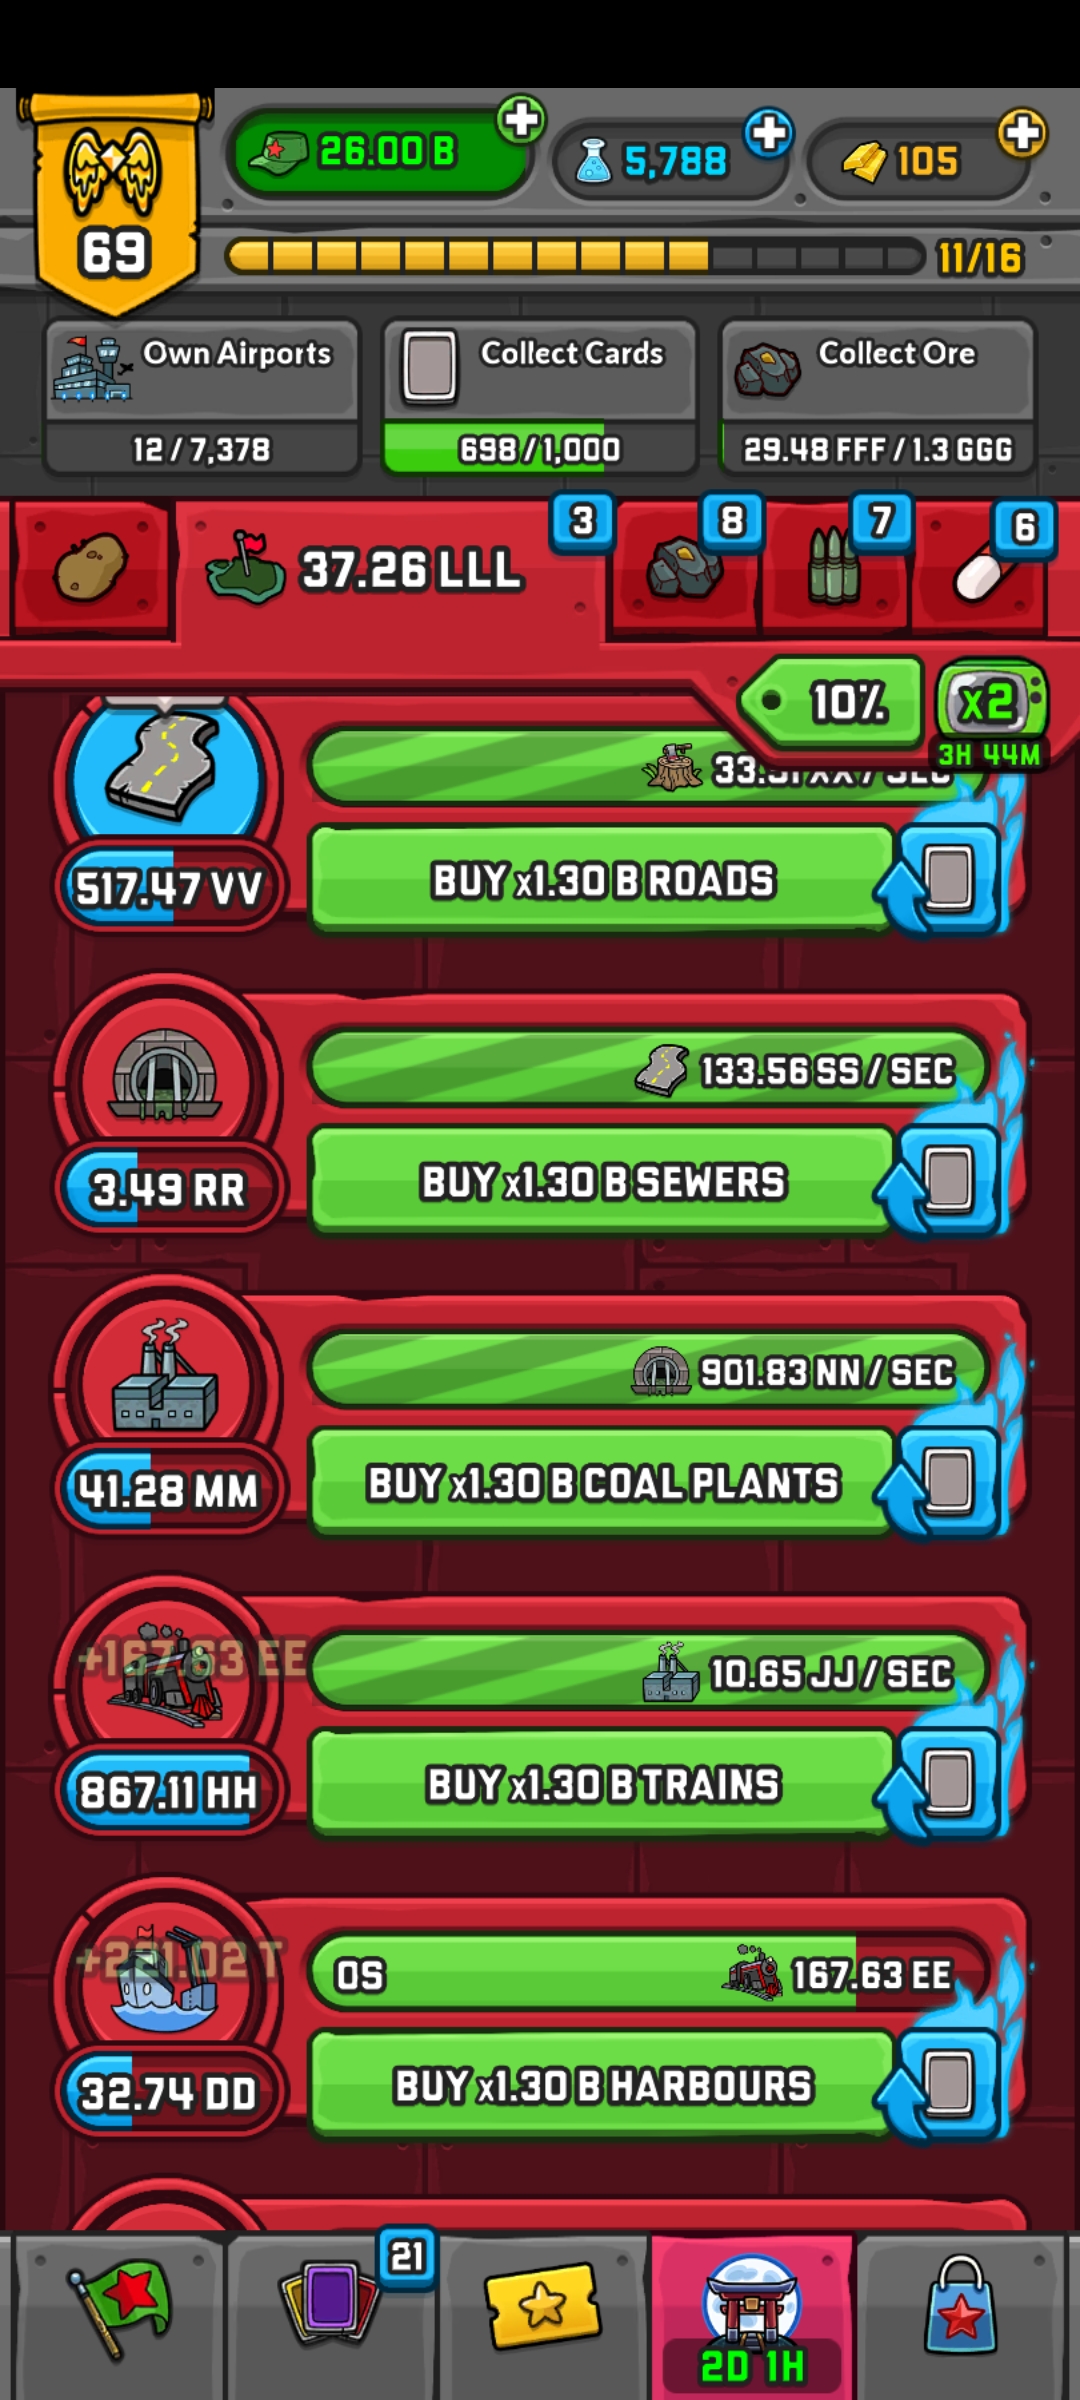 26.00 B
5,788
105
69
11/16
Own Airports
Collect Cards
Collect Ore
12 / 7,378
698 / 1,000
29.48 FFF / 1.3 GGG
37.26 LLL
3
8
7
6
10%
x2
3H 44M
/ SEC
517.47 VV
BUY x1.30 B ROADS
133.56 SS / SEC
3.49 RR
BUY x1.30 B SEWERS
901.83 NN / SEC
41.28 MM
BUY x1.30 B COAL PLANTS
+167.63 EE
10.65 JJ / SEC
867.11 HH
BUY x1.30 B TRAINS
+221.02 T
0S
167.63 EE
32.74 DD
BUY x1.30 B HARBOURS
21
2D 1H